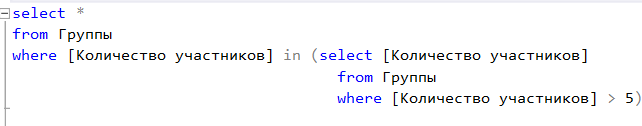 select *
from Группы
where [Количество участников] in (select [Количество участников]
from Группы
where [Количество участников] > 5)